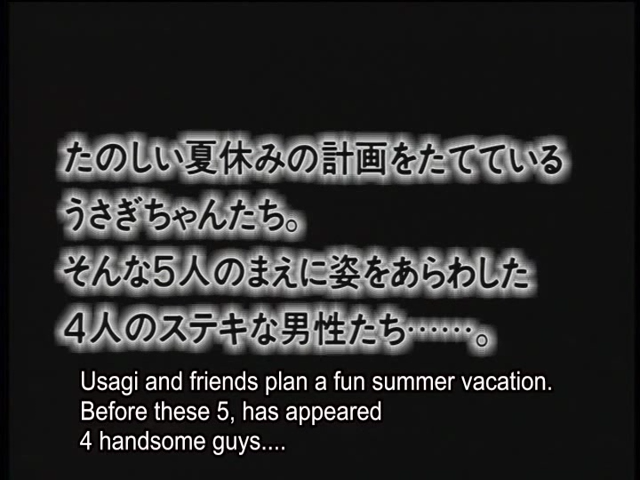 たのしい夏休みの計画をたてている
うさぎちゃんたち。
そんな5人のまえに姿をあらわした
4人のステキな男性たち……。
Usagi and friends plan a fun summer vacation.
Before these 5, has appeared
4 handsome guys....